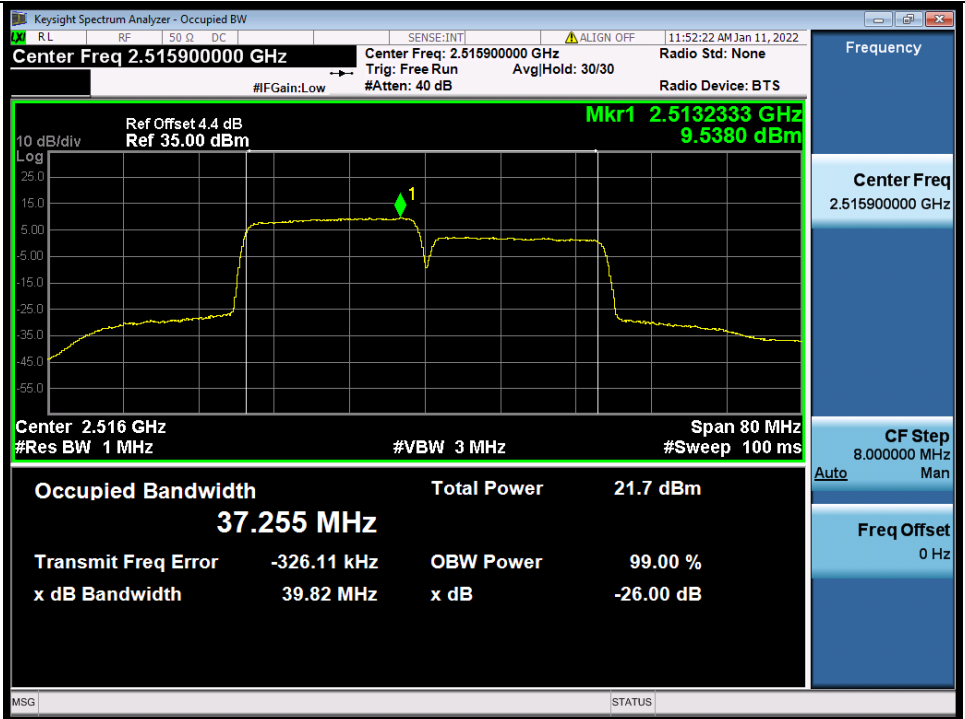 Keysight Spectrum Analyzer - Occupied BW
LXI RL RF 50 Ω DC SENSE:INT ALIGN OFF 11:52:22 AM Jan 11, 2022
Center Freq 2.515900000 GHz
Center Freq: 2.515900000 GHz Radio Std: None
Trig: Free Run Avg|Hold: 30/30
#IFGain:Low #Atten: 40 dB Radio Device: BTS
Frequency
Mkr1 2.5132333 GHz
9.5380 dBm
Ref Offset 4.4 dB
10 dB/div Ref 35.00 dBm
Log
25.0
15.0
5.00
-5.00
-15.0
-25.0
-35.0
-45.0
-55.0
1
Center 2.516 GHz Span 80 MHz
#Res BW 1 MHz #VBW 3 MHz #Sweep 100 ms
Center Freq
2.515900000 GHz
CF Step
8.000000 MHz
Auto Man
Freq Offset
0 Hz
Occupied Bandwidth Total Power 21.7 dBm
37.255 MHz
Transmit Freq Error -326.11 kHz OBW Power 99.00 %
x dB Bandwidth 39.82 MHz x dB -26.00 dB
MSG STATUS